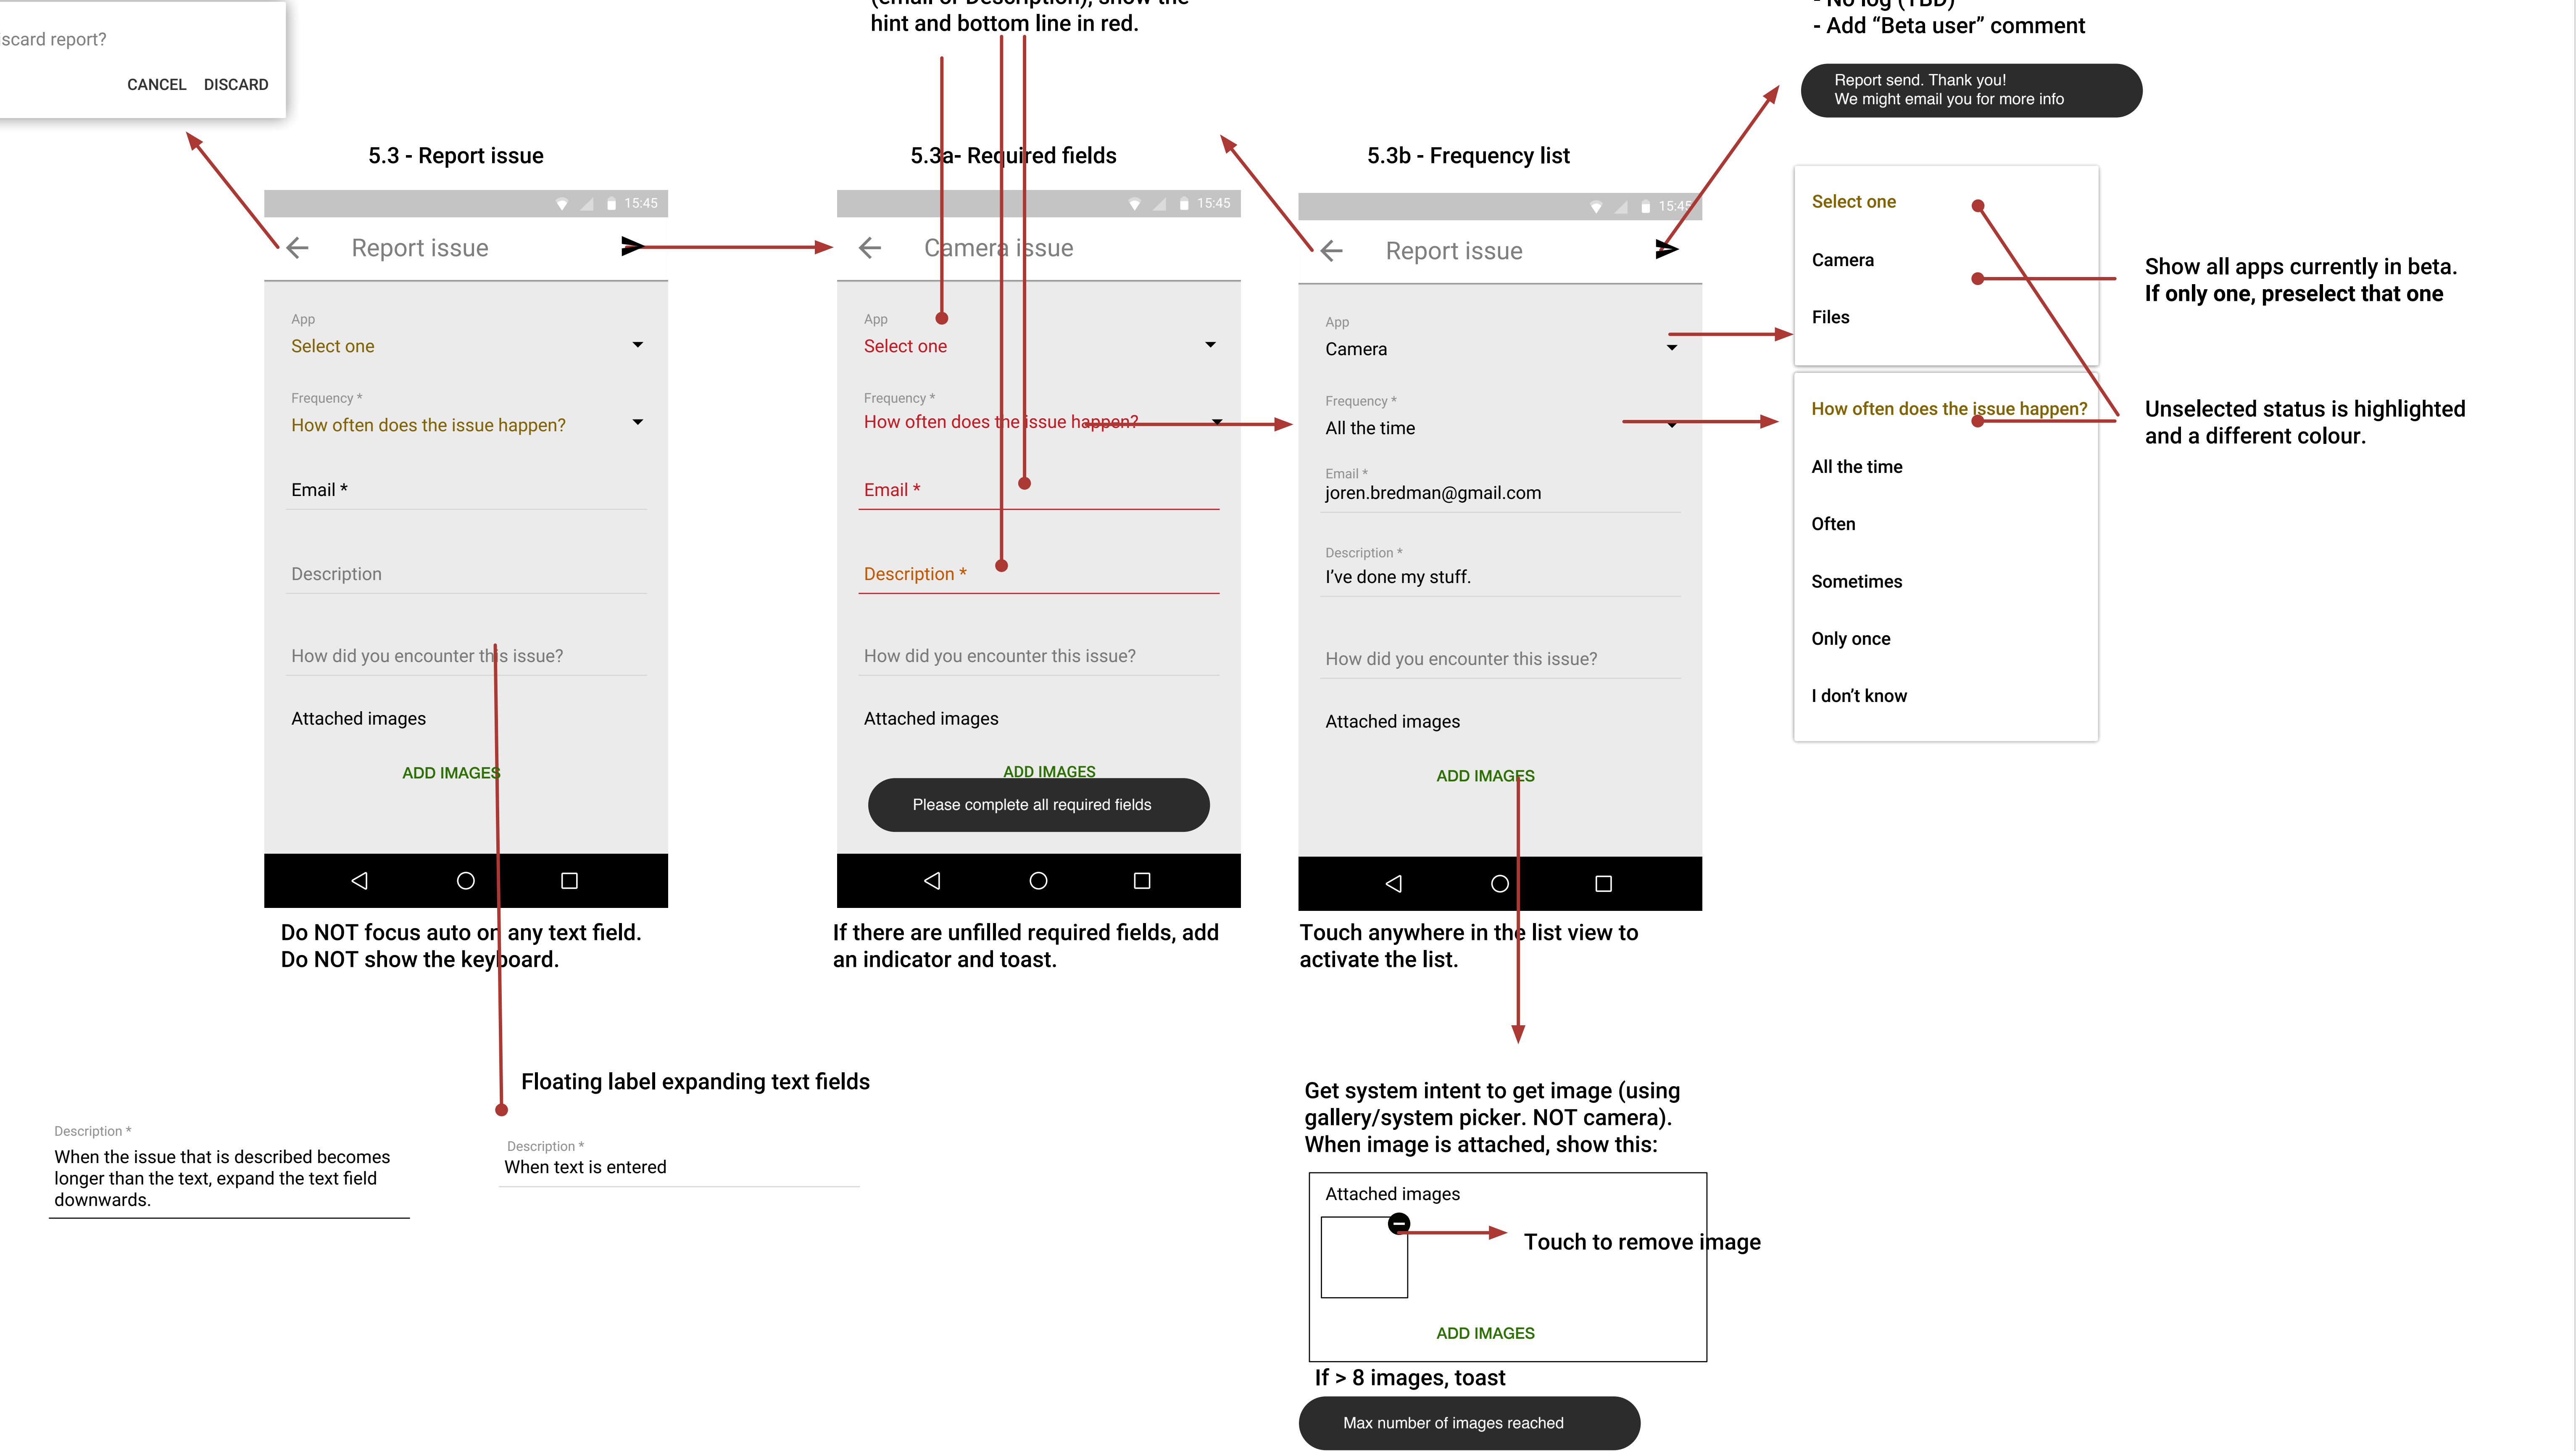 hint and bottom line in red.
- Add “Beta user” comment
report?
CANCEL DISCARD
Report send. Thank you!
We might email you for more info
5.3 - Report issue
15:45
Report issue
App
Select one
Frequency *
How often does the issue happen?
Email *
Description
How did you encounter this issue?
Attached images
ADD IMAGES
Do NOT focus auto on any text field.
Do NOT show the keyboard.
5.3a- Required fields
15:45
Camera issue
App
Select one
Frequency *
How often does the issue happen?
Email *
Description *
How did you encounter this issue?
Attached images
ADD IMAGES
Please complete all required fields
If there are unfilled required fields, add
an indicator and toast.
5.3b - Frequency list
15:45
Report issue
App
Camera
Frequency *
All the time
Email *
joren.bredman@gmail.com
Description *
I’ve done my stuff.
How did you encounter this issue?
Attached images
ADD IMAGES
Touch anywhere in the list view to
activate the list.
Select one
Camera
Files
Show all apps currently in beta.
If only one, preselect that one
How often does the issue happen?
All the time
Often
Sometimes
Only once
I don’t know
Unselected status is highlighted
and a different colour.
Floating label expanding text fields
Description *
When the issue that is described becomes
longer than the text, expand the text field
downwards.
Description *
When text is entered
Get system intent to get image (using
gallery/system picker. NOT camera).
When image is attached, show this:
Attached images
Touch to remove image
ADD IMAGES
If > 8 images, toast
Max number of images reached